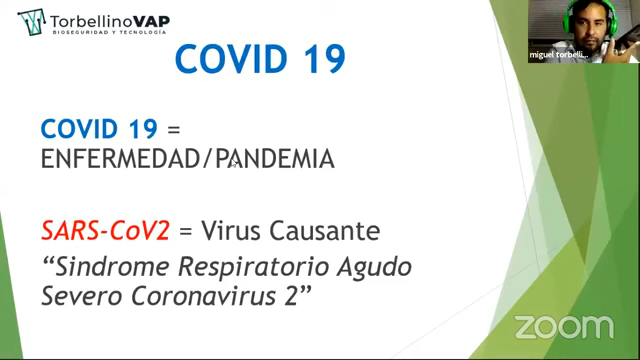 TorbellinoVAP
BIOSEGURIDAD Y TECNOLOGÍA
miguel torbelli...
COVID 19
COVID 19 =
ENFERMEDAD/PANDEMIA
SARS-CoV2 = Virus Causante
“Sindrome Respiratorio Agudo
Severo Coronavirus 2”
zoom